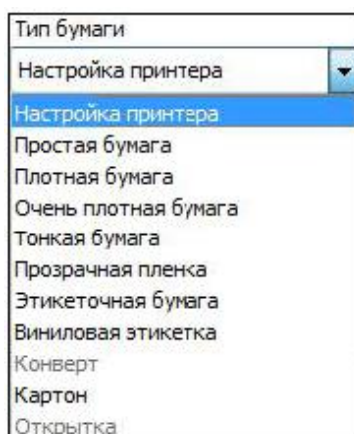 Тип бумаги
Настройка принтера
Настройка принтера
Простая бумага
Плотная бумага
Очень плотная бумага
Тонкая бумага
Прозрачная пленка
Этикеточная бумага
Виниловая этикетка
Конверт
Картон
Открытка